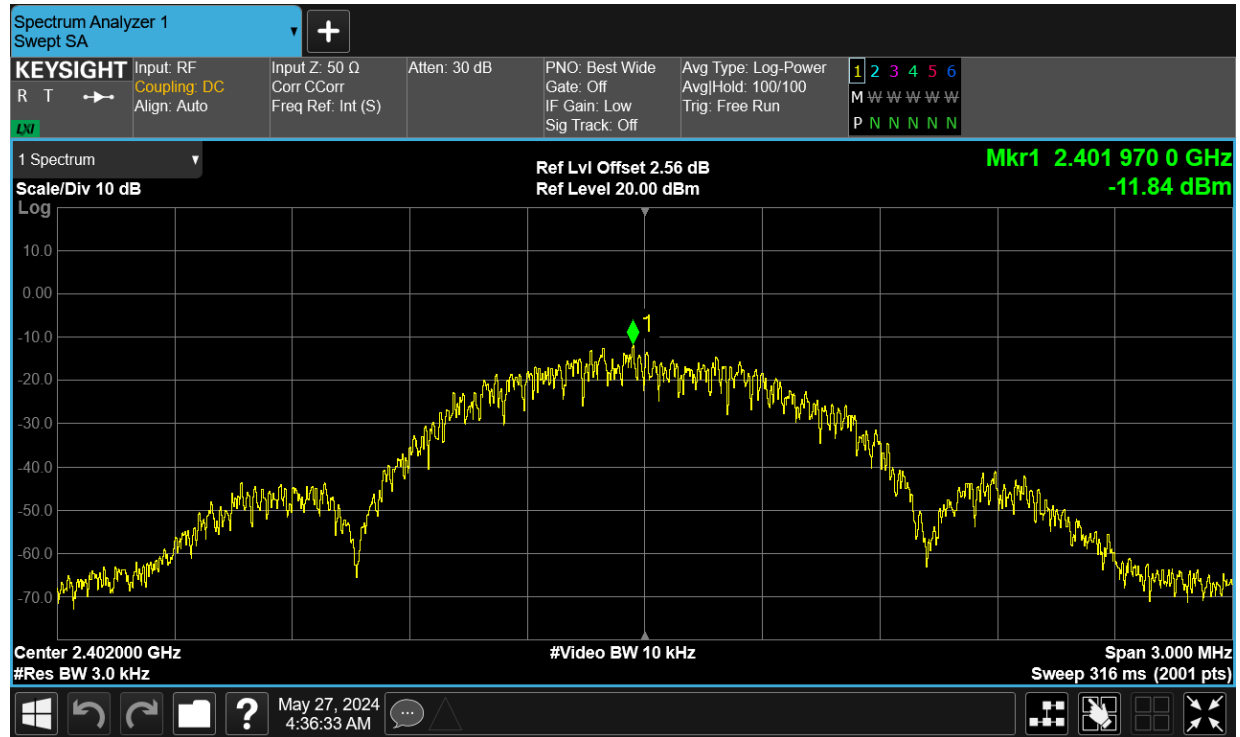 Spectrum Analyzer 1
Swept SA
KEYSIGHT
R T
LXI
Input: RF
Coupling: DC
Align: Auto
Input Z: 50 Ω
Corr CCorr
Freq Ref: Int (S)
Atten: 30 dB
PNO: Best Wide
Gate: Off
IF Gain: Low
Sig Track: Off
Avg Type: Log-Power
Avg|Hold: 100/100
Trig: Free Run
1 2 3 4 5 6
M W W W W W W
P N N N N N
1 Spectrum
Scale/Div 10 dB
Ref Lvl Offset 2.56 dB
Ref Level 20.00 dBm
Mkr1 2.401 970 0 GHz
-11.84 dBm
Log
10.0
0.00
-10.0
-20.0
-30.0
-40.0
-50.0
-60.0
-70.0
1
Center 2.402000 GHz
#Res BW 3.0 kHz
#Video BW 10 kHz
Span 3.000 MHz
Sweep 316 ms (2001 pts)
?
May 27, 2024
4:36:33 AM